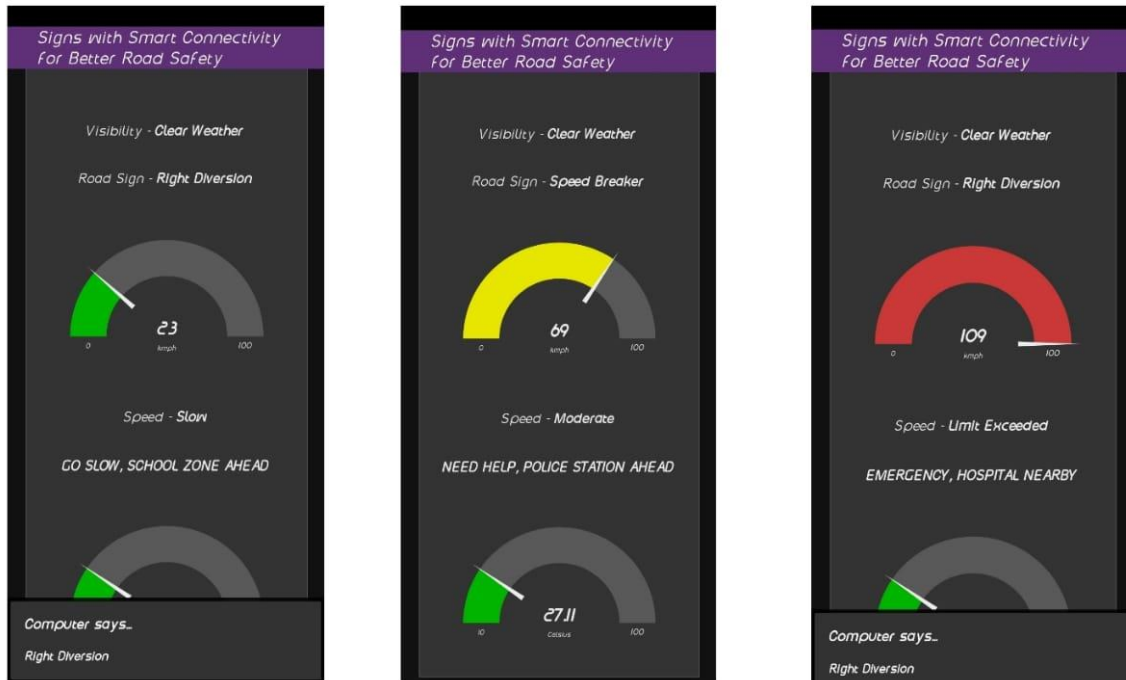 Signs with Smart Connectivity
for Better Road Safety
Visibility - Clear Weather
Road Sign - Right Diversion
23
kmph
0
100
Speed - Slow
GO SLOW, SCHOOL ZONE AHEAD
Computer says...
Right Diversion
Signs with Smart Connectivity
for Better Road Safety
Visibility - Clear Weather
Road Sign - Speed Breaker
69
kmph
0
100
Speed - Moderate
NEED HELP, POLICE STATION AHEAD
27.11
Celsius
10
100
Signs with Smart Connectivity
for Better Road Safety
Visibility - Clear Weather
Road Sign - Right Diversion
109
kmph
0
100
Speed - Limit Exceeded
EMERGENCY, HOSPITAL NEARBY
Computer says...
Right Diversion